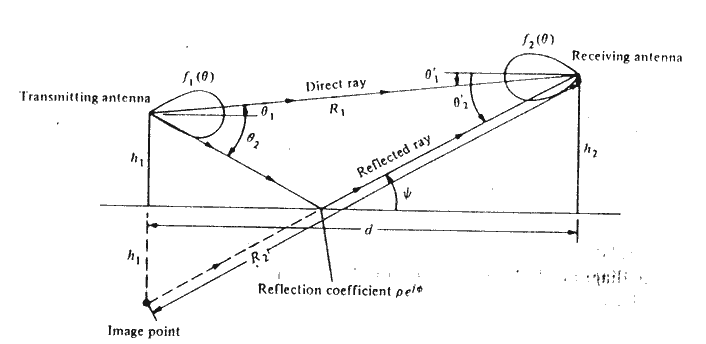 f₂(θ)
Receiving antenna
f₁(θ)
Direct ray
θ′₁
Transmitting antenna
θ₁
R₁
θ′₂
θ₂
Reflected ray
h₁
h₂
ψ
d
h₁
R₂
Reflection coefficient ρe^jϕ
Image point